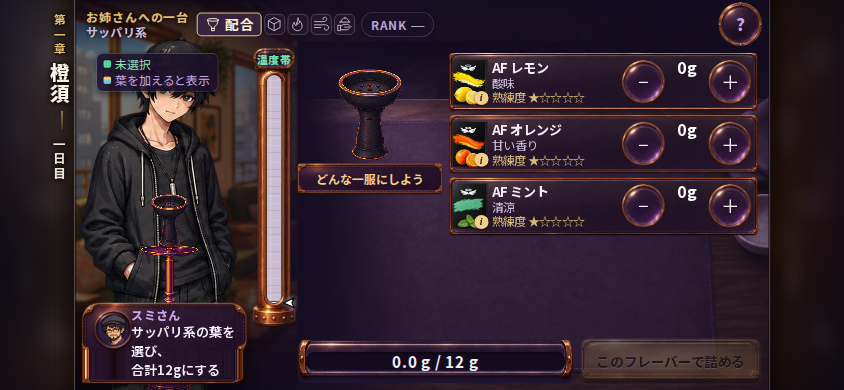 第一章 橙須 一日目
お姉さんへの一台
サッパリ系
配合
RANK —
?
未選択
葉を加えると表示
温度帯
どんな一服にしよう
AF レモン
酸味
熟練度 ★☆☆☆☆
i
0g
−
+
AF オレンジ
甘い香り
熟練度 ★☆☆☆☆
i
0g
−
+
AF ミント
清涼
熟練度 ★☆☆☆☆
i
0g
−
+
スミさん
サッパリ系の葉を
選び、
合計12gにする
0.0 g / 12 g
このフレーバーで詰める